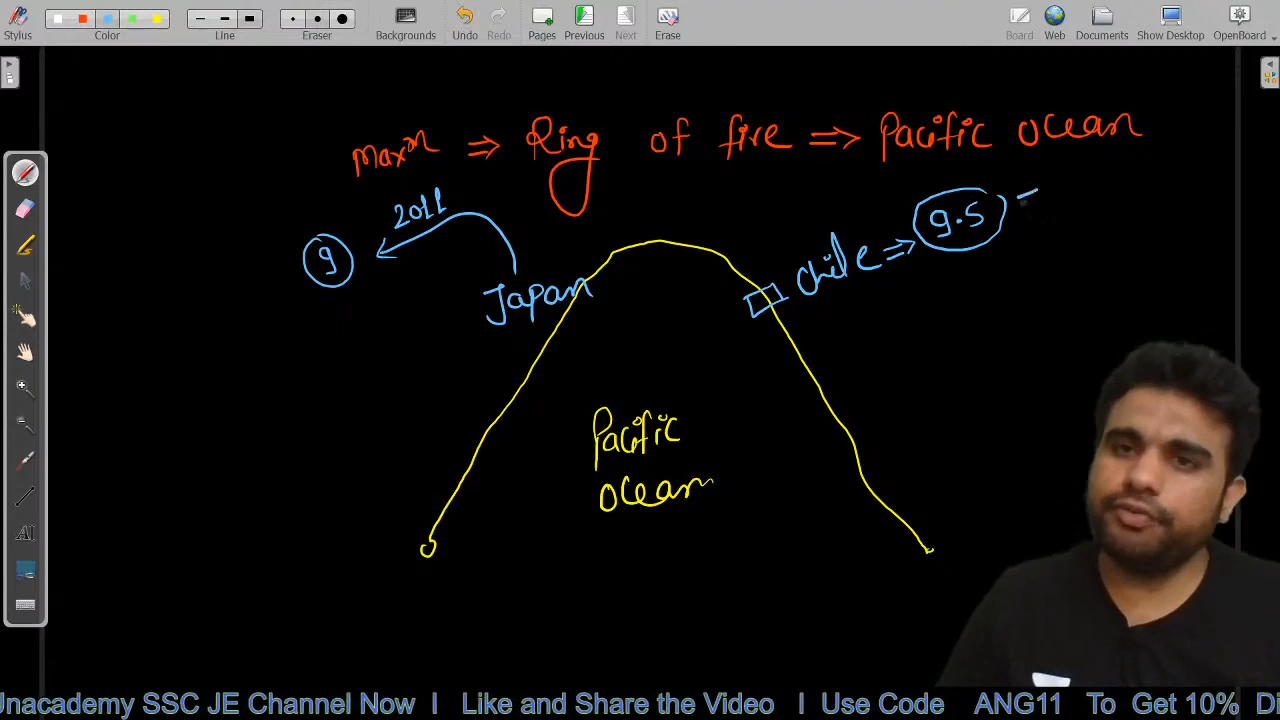 Stylus
Color
Line
Eraser
Backgrounds
Undo
Redo
Pages
Previous
Next
Erase
Board
Web
Documents
Show Desktop
OpenBoard
maxm ⇒ Ring of fire ⇒ Pacific ocean
2011
9
Japan
chile ⇒ 9.5
Pacific
ocean
Unacademy SSC JE Channel Now I Like and Share the Video I Use Code ANG11 To Get 10% Di